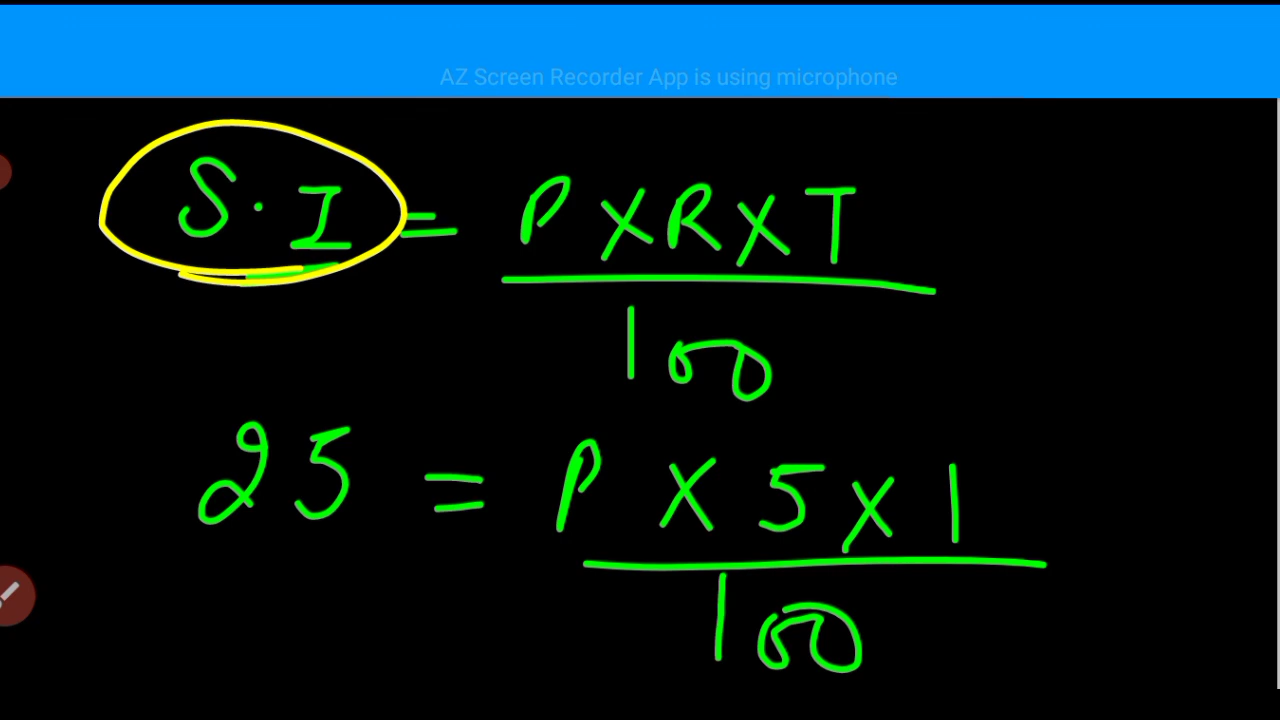 AZ Screen Recorder App is using microphone
S.I = P X R X T
100
25 = P X 5 X 1
100